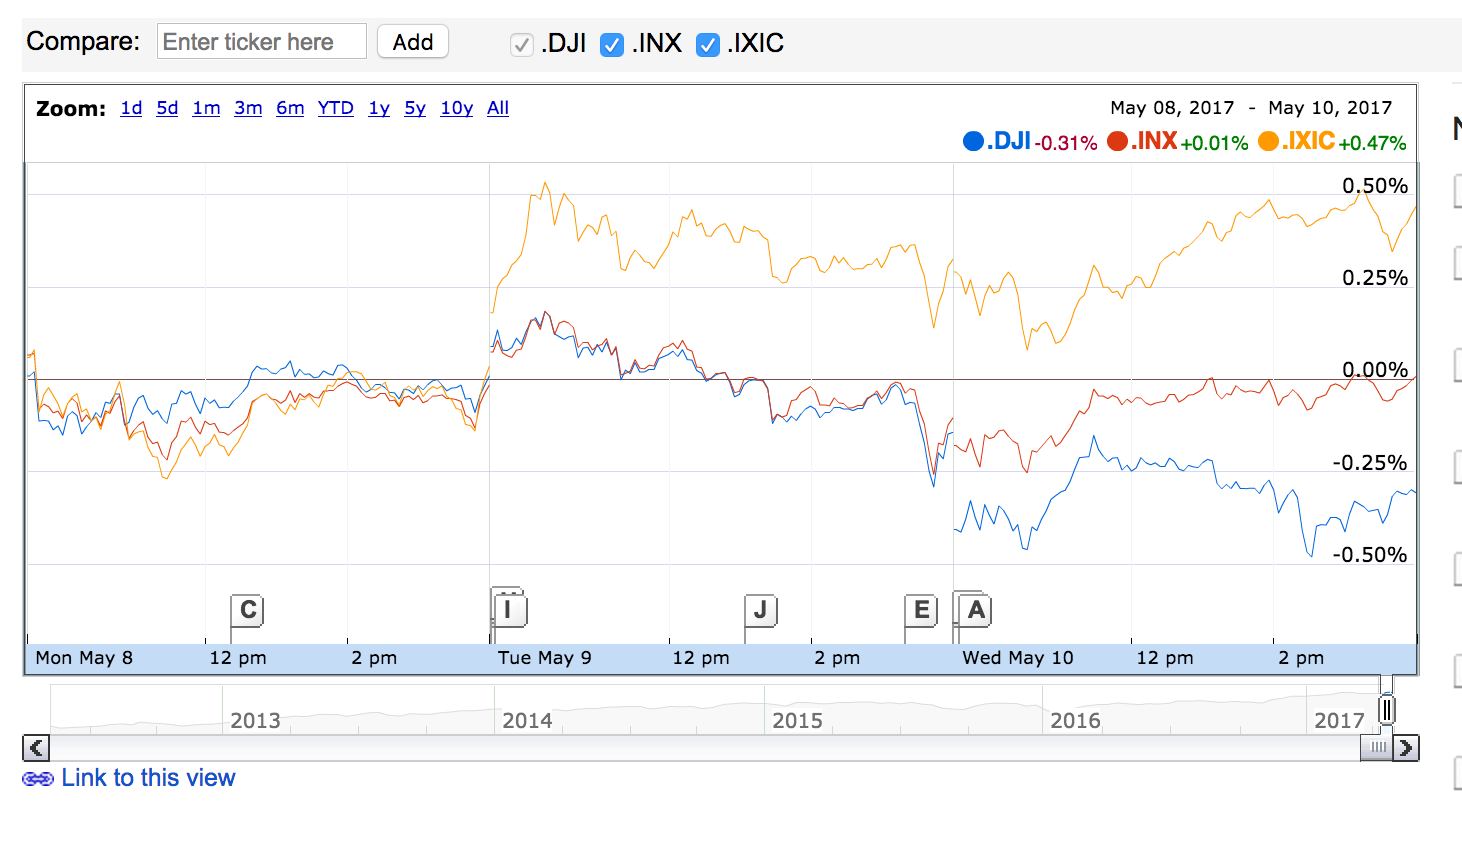 Compare: Enter ticker here Add .DJI .INX .IXIC
Zoom: 1d 5d 1m 3m 6m YTD 1y 5y 10y All May 08, 2017 - May 10, 2017
.DJI -0.31% .INX +0.01% .IXIC +0.47%
0.50%
0.25%
0.00%
-0.25%
-0.50%
C I J E A
Mon May 8 12 pm 2 pm Tue May 9 12 pm 2 pm Wed May 10 12 pm 2 pm
2013 2014 2015 2016 2017
Link to this view